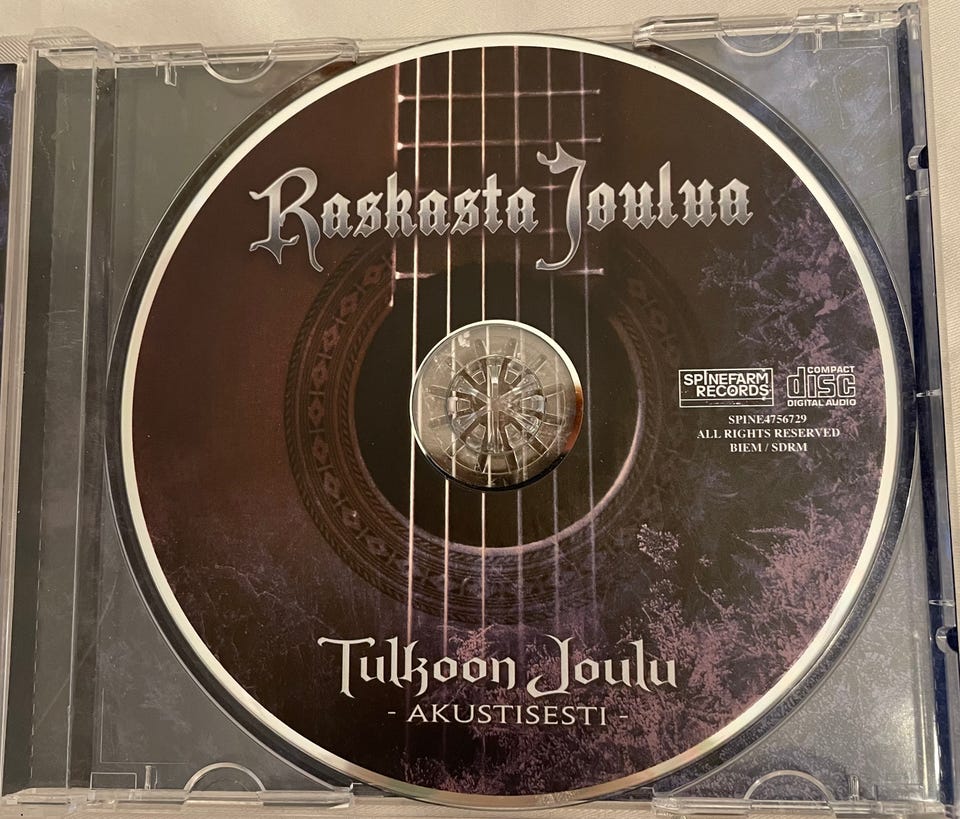 Raskasta Joulua
SPINEFARM
RECORDS
COMPACT
disc
DIGITAL AUDIO
SPINE4756729
ALL RIGHTS RESERVED
BIEM / SDRM
Tulkoon Joulu
- AKUSTISESTI -